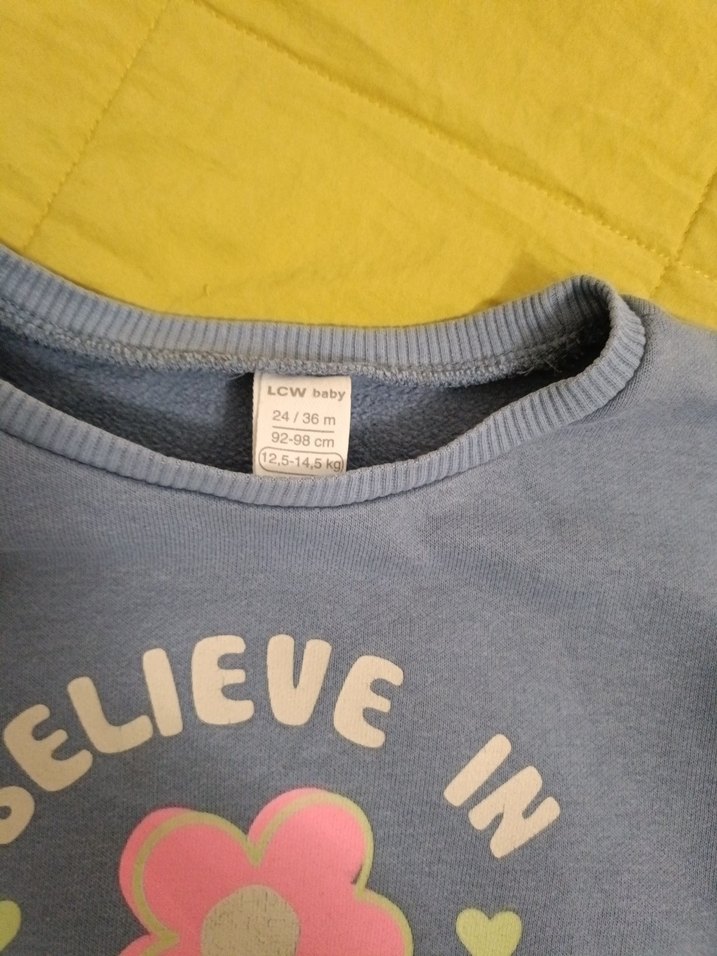 LCW baby
24 / 36 m
92-98 cm
12,5-14,5 kg
BELIEVE IN